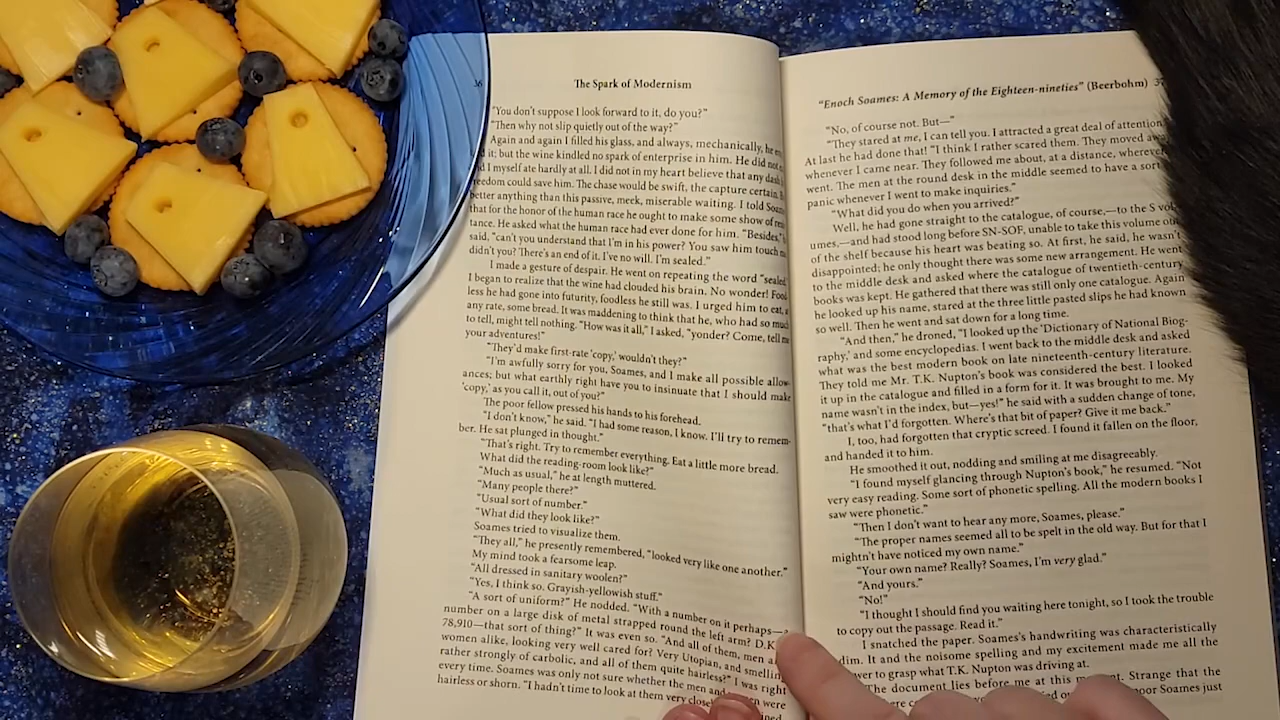 36
The Spark of Modernism
"You don't suppose I look forward to it, do you?"
"Then why not slip quietly out of the way?"
Again and again I filled his glass, and always, mechanically, he
it; but the wine kindled no spark of enterprise in him. He did not
I myself ate hardly at all. I did not in my heart believe that any dash
freedom could save him. The chase would be swift, the capture certain.
better anything than this passive, meek, miserable waiting. I told Soames
that for the honor of the human race he ought to make some show of
tance. He asked what the human race had ever done for him. "Besides,"
said, "can't you understand that I'm in his power? You saw him touch
didn't you? There's an end of it. I've no will. I'm sealed."
I made a gesture of despair. He went on repeating the word "sealed."
I began to realize that the wine had clouded his brain. No wonder! Food-
less he had gone into futurity, foodless he still was. I urged him to eat, at
any rate, some bread. It was maddening to think that he, who had so much
to tell, might tell nothing. "How was it all," I asked, "yonder? Come, tell me
your adventures!"
"They'd make first-rate 'copy,' wouldn't they?"
"I'm awfully sorry for you, Soames, and I make all possible allow-
ances; but what earthly right have you to insinuate that I should make
'copy,' as you call it, out of you?"
The poor fellow pressed his hands to his forehead.
"I don't know," he said. "I had some reason, I know. I'll try to remem-
ber. He sat plunged in thought."
"That's right. Try to remember everything. Eat a little more bread.
What did the reading-room look like?"
"Much as usual," he at length muttered.
"Many people there?"
"Usual sort of number."
"What did they look like?"
Soames tried to visualize them.
"They all," he presently remembered, "looked very like one another."
My mind took a fearsome leap.
"All dressed in sanitary woolen?"
"Yes, I think so. Grayish-yellowish stuff."
"A sort of uniform?" He nodded. "With a number on it perhaps—a
number on a large disk of metal strapped round the left arm? D.K.
78,910—that sort of thing?" It was even so. "And all of them, men and
women alike, looking very well cared for? Very Utopian, and smelling
rather strongly of carbolic, and all of them quite hairless?" I was right
every time. Soames was only not sure whether the men and women were
hairless or shorn. "I hadn't time to look at them very closely,"
"Enoch Soames: A Memory of the Eighteen-nineties" (Beerbohm) 37
"No, of course not. But—"
"They stared at me, I can tell you. I attracted a great deal of attention.
At last he had done that! "I think I rather scared them. They moved away
whenever I came near. They followed me about, at a distance, wherever
went. The men at the round desk in the middle seemed to have a sort
panic whenever I went to make inquiries."
"What did you do when you arrived?"
Well, he had gone straight to the catalogue, of course,—to the S vol-
umes,—and had stood long before SN-SOF, unable to take this volume out
of the shelf because his heart was beating so. At first, he said, he wasn't
disappointed; he only thought there was some new arrangement. He went
to the middle desk and asked where the catalogue of twentieth-century
books was kept. He gathered that there was still only one catalogue. Again
he looked up his name, stared at the three little pasted slips he had known
so well. Then he went and sat down for a long time.
"And then," he droned, "I looked up the 'Dictionary of National Biog-
raphy,' and some encyclopedias. I went back to the middle desk and asked
what was the best modern book on late nineteenth-century literature.
They told me Mr. T.K. Nupton's book was considered the best. I looked
it up in the catalogue and filled in a form for it. It was brought to me. My
name wasn't in the index, but—yes!" he said with a sudden change of tone,
"that's what I'd forgotten. Where's that bit of paper? Give it me back."
I, too, had forgotten that cryptic screed. I found it fallen on the floor,
and handed it to him.
He smoothed it out, nodding and smiling at me disagreeably.
"I found myself glancing through Nupton's book," he resumed. "Not
very easy reading. Some sort of phonetic spelling. All the modern books I
saw were phonetic."
"Then I don't want to hear any more, Soames, please."
"The proper names seemed all to be spelt in the old way. But for that I
mightn't have noticed my own name."
"Your own name? Really? Soames, I'm very glad."
"And yours."
"No!"
"I thought I should find you waiting here tonight, so I took the trouble
to copy out the passage. Read it."
I snatched the paper. Soames's handwriting was characteristically
dim. It and the noisome spelling and my excitement made me all the
to grasp what T.K. Nupton was driving at.
The document lies before me at this moment. Strange that the
poor Soames just